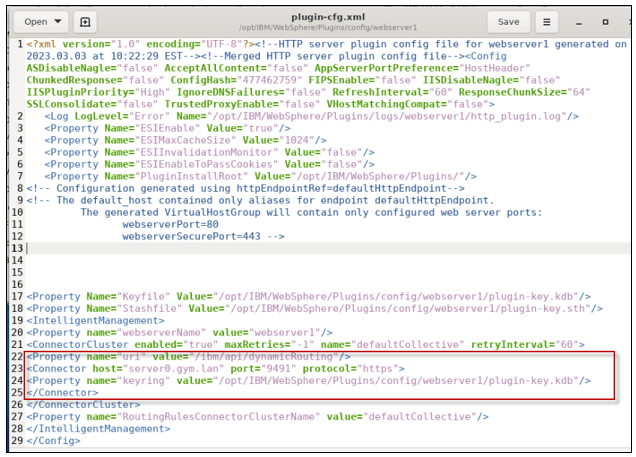 Open
plugin-cfg.xml
/opt/IBM/WebSphere/Plugins/config/webserver1
Save
1 <?xml version="1.0" encoding="UTF-8"?><!--HTTP server plugin config file for webserver1 generated on
2023.03.03 at 10:22:29 EST--><!--Merged HTTP server plugin config file--><Config
ASDisableNagle="false" AcceptAllContent="false" AppServerPortPreference="HostHeader"
ChunkedResponse="false" ConfigHash="477462759" FIPSEnable="false" IISDisableNagle="false"
IISPluginPriority="High" IgnoreDNSFailures="false" RefreshInterval="60" ResponseChunkSize="64"
SSLConsolidate="false" TrustedProxyEnable="false" VHostMatchingCompat="false">
2 <Log LogLevel="Error" Name="/opt/IBM/WebSphere/Plugins/logs/webserver1/http_plugin.log"/>
3 <Property Name="ESIEnable" Value="true"/>
4 <Property Name="ESIMaxCacheSize" Value="1024"/>
5 <Property Name="ESIInvalidationMonitor" Value="false"/>
6 <Property Name="ESIEnableToPassCookies" Value="false"/>
7 <Property Name="PluginInstallRoot" Value="/opt/IBM/WebSphere/Plugins/"/>
8 <!-- Configuration generated using httpEndpointRef=defaultHttpEndpoint-->
9 <!-- The default_host contained only aliases for endpoint defaultHttpEndpoint.
10 The generated VirtualHostGroup will contain only configured web server ports:
11 webserverPort=80
12 webserverSecurePort=443 -->
13
14
15
16
17 <Property Name="Keyfile" Value="/opt/IBM/WebSphere/Plugins/config/webserver1/plugin-key.kdb"/>
18 <Property Name="Stashfile" Value="/opt/IBM/WebSphere/Plugins/config/webserver1/plugin-key.sth"/>
19 <IntelligentManagement>
20 <Property name="webserverName" value="webserver1"/>
21 <ConnectorCluster enabled="true" maxRetries="-1" name="defaultCollective" retryInterval="60">
22 <Property name="uri" value="/ibm/api/dynamicRouting"/>
23 <Connector host="server0.gym.lan" port="9491" protocol="https">
24 <Property name="keyring" value="/opt/IBM/WebSphere/Plugins/config/webserver1/plugin-key.kdb"/>
25 </Connector>
26 </ConnectorCluster>
27 <Property name="RoutingRulesConnectorClusterName" value="defaultCollective"/>
28 </IntelligentManagement>
29 </Config>